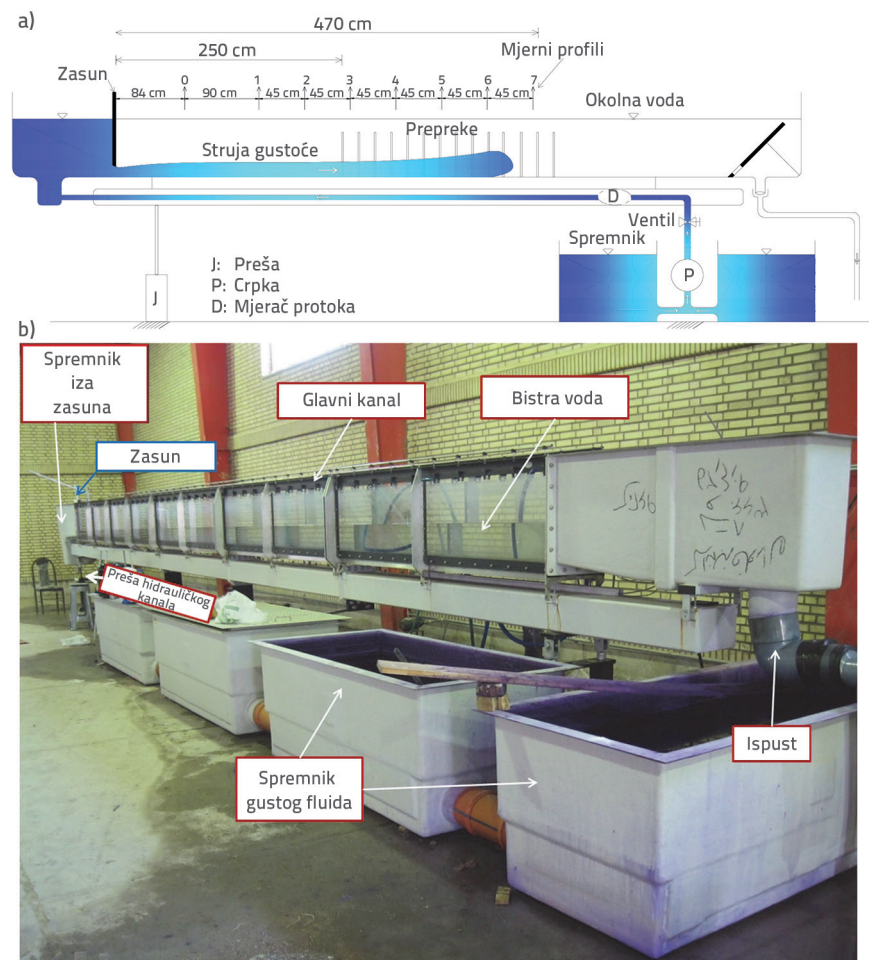 a)
470 cm
250 cm
Mjerni profili
Zasun
0 1 2 3 4 5 6 7
84 cm 90 cm 45 cm 45 cm 45 cm 45 cm 45 cm 45 cm
Okolna voda
Prepreke
Struja gustoće
D
Ventil
Spremnik
P
J
J: Preša
P: Crpka
D: Mjerač protoka
b)
Spremnik
iza
zasuna
Glavni kanal
Bistra voda
Zasun
Preša hidrauličkog
kanala
Ispust
Spremnik
gustog fluida